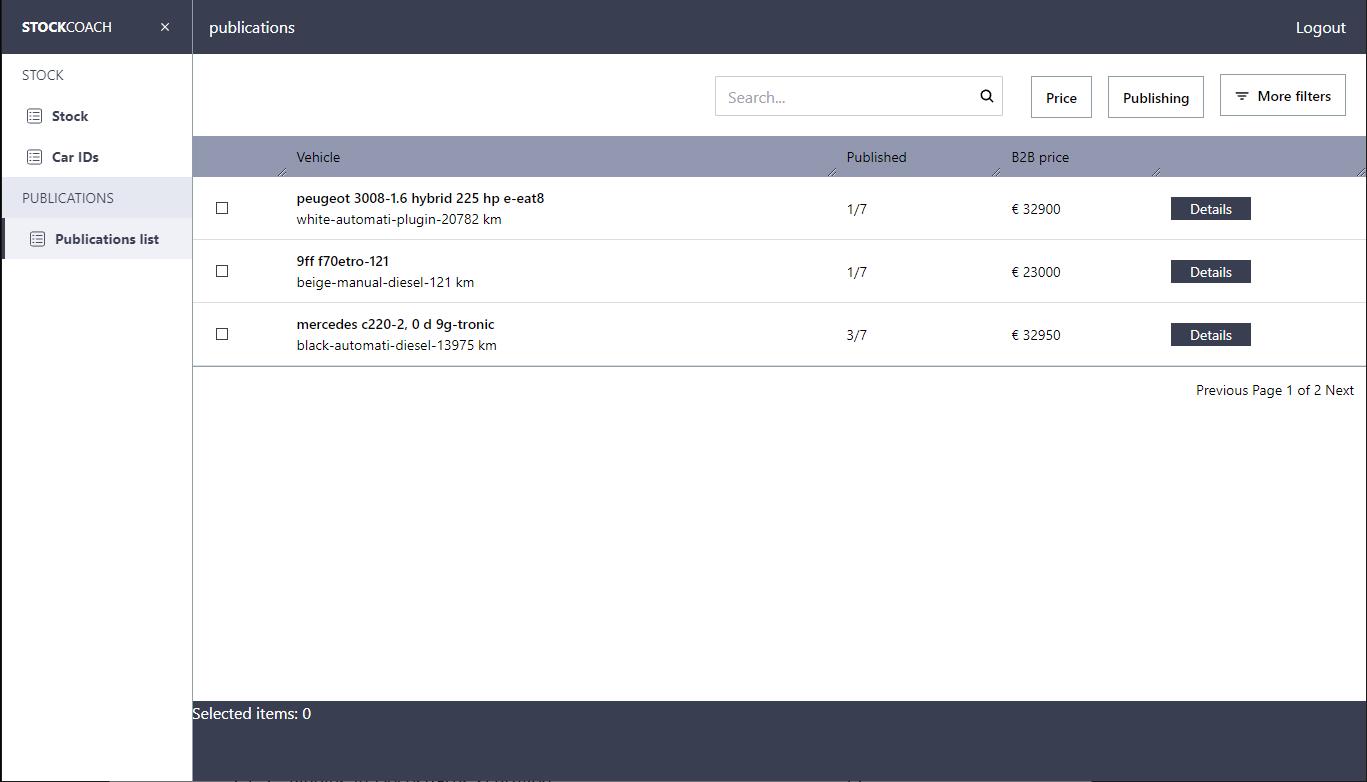 STOCKCOACH × publications Logout
STOCK
Stock
Car IDs
PUBLICATIONS
Publications list
Search... Price Publishing More filters
Vehicle Published B2B price
peugeot 3008-1.6 hybrid 225 hp e-eat8
white-automati-plugin-20782 km 1/7 € 32900 Details
9ff f70etro-121
beige-manual-diesel-121 km 1/7 € 23000 Details
mercedes c220-2, 0 d 9g-tronic
black-automati-diesel-13975 km 3/7 € 32950 Details
Previous Page 1 of 2 Next
Selected items: 0